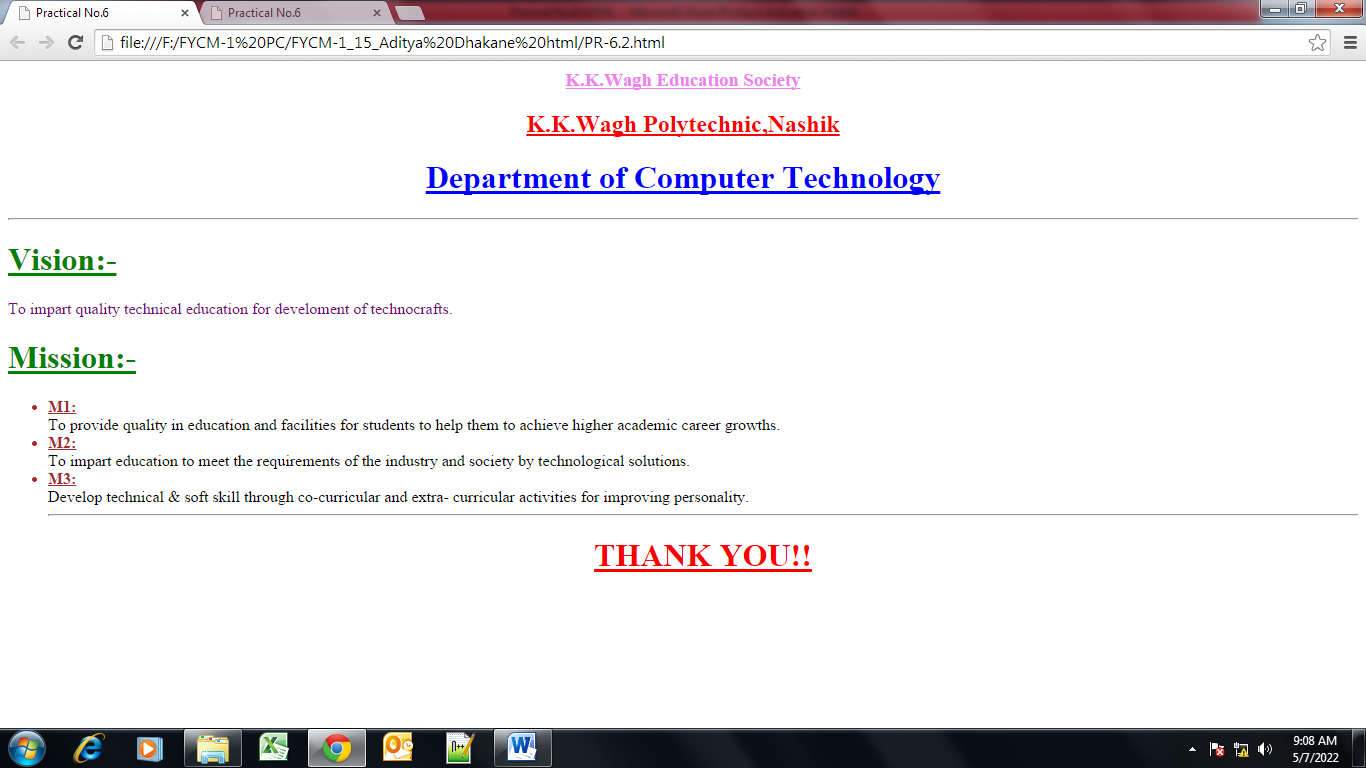 Practical No.6
Practical No.6
file:///F:/FYCM-1%20PC/FYCM-1_15_Aditya%20Dhakane%20html/PR-6.2.html
K.K.Wagh Education Society
K.K.Wagh Polytechnic,Nashik
Department of Computer Technology
Vision:-
To impart quality technical education for develoment of technocrafts.
Mission:-
M1:
To provide quality in education and facilities for students to help them to achieve higher academic career growths.
M2:
To impart education to meet the requirements of the industry and society by technological solutions.
M3:
Develop technical & soft skill through co-curricular and extra- curricular activities for improving personality.
THANK YOU!!
9:08 AM
5/7/2022